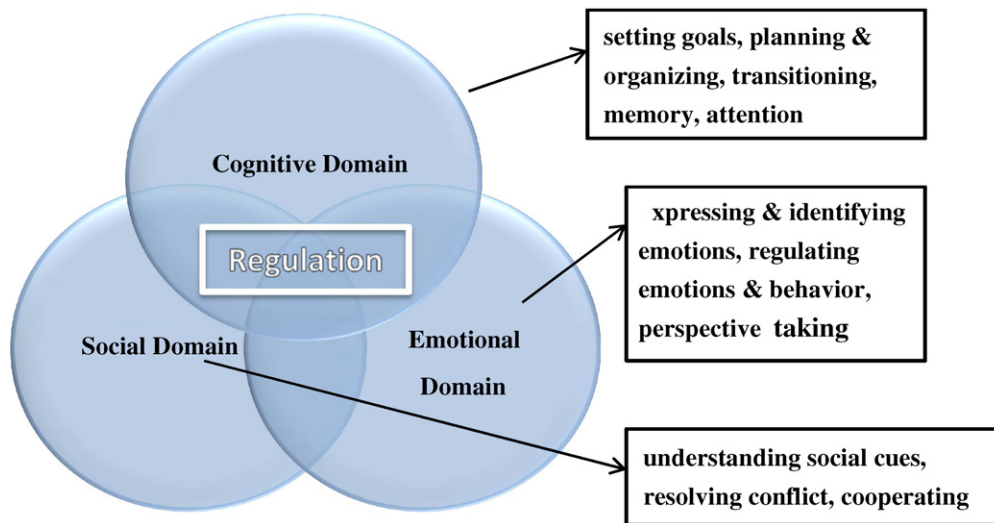 setting goals, planning &
organizing, transitioning,
memory, attention
Cognitive Domain
xpressing & identifying
emotions, regulating
emotions & behavior,
perspective taking
Regulation
Social Domain
Emotional
Domain
understanding social cues,
resolving conflict, cooperating